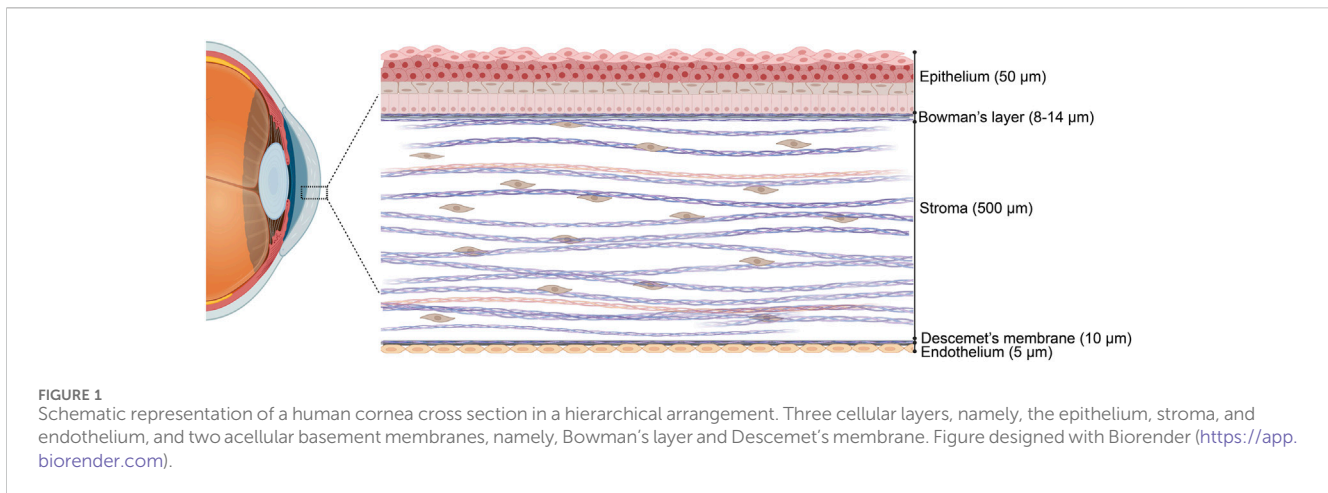 Epithelium (50 µm)
Bowman's layer (8-14 µm)
Stroma (500 µm)
Descemet's membrane (10 µm)
Endothelium (5 µm)
FIGURE 1
Schematic representation of a human cornea cross section in a hierarchical arrangement. Three cellular layers, namely, the epithelium, stroma, and
endothelium, and two acellular basement membranes, namely, Bowman's layer and Descemet's membrane. Figure designed with Biorender (https://app.
biorender.com).